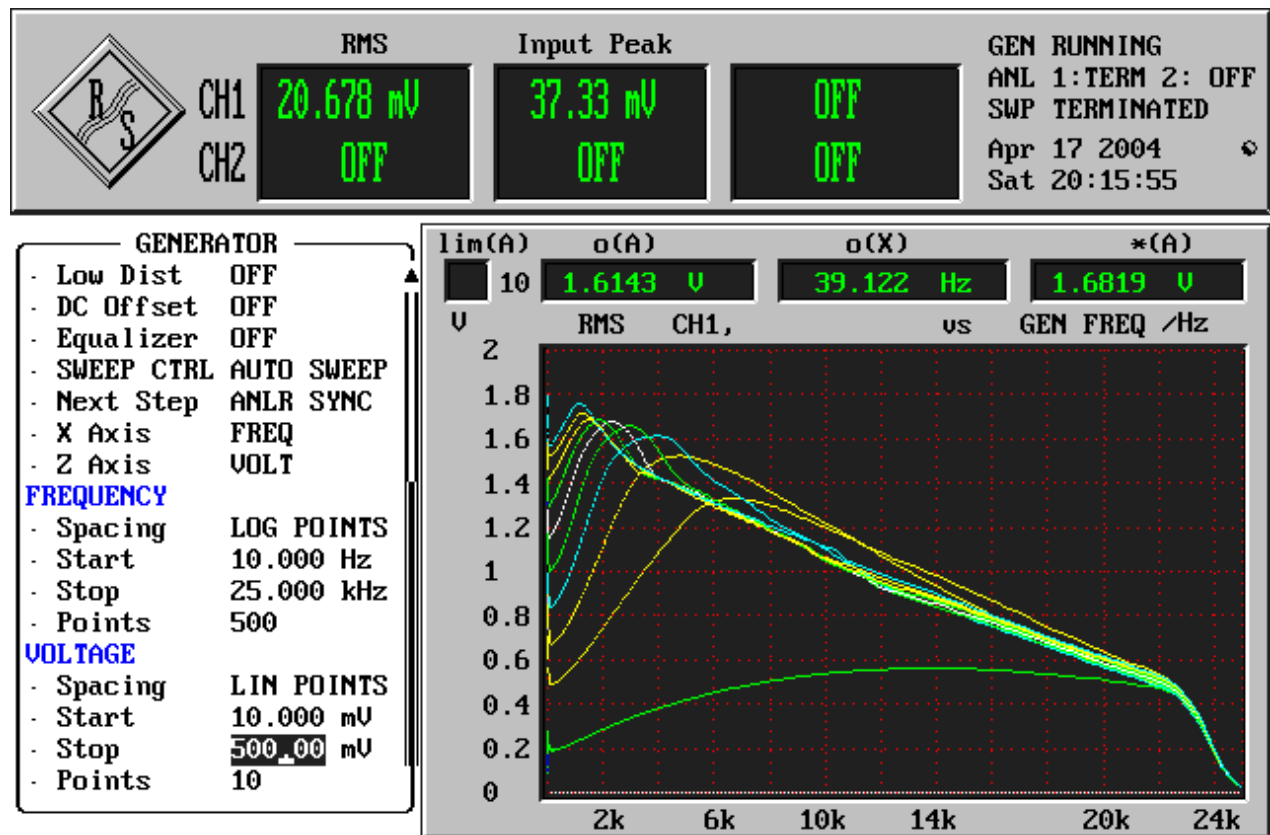 RMS Input Peak
CH1 20.678 mV 37.33 mV OFF
CH2 OFF OFF OFF
R
S
GEN RUNNING
ANL 1:TERM 2: OFF
SWP TERMINATED
Apr 17 2004
Sat 20:15:55
GENERATOR
· Low Dist OFF
· DC Offset OFF
· Equalizer OFF
· SWEEP CTRL AUTO SWEEP
· Next Step ANLR SYNC
· X Axis FREQ
· Z Axis VOLT
FREQUENCY
· Spacing LOG POINTS
· Start 10.000 Hz
· Stop 25.000 kHz
· Points 500
VOLTAGE
· Spacing LIN POINTS
· Start 10.000 mV
· Stop 500.00 mV
· Points 10
lim(A) o(A) o(X) *(A)
10 1.6143 V 39.122 Hz 1.6819 V
V RMS CH1, vs GEN FREQ /Hz
2
1.8
1.6
1.4
1.2
1
0.8
0.6
0.4
0.2
0
2k 6k 10k 14k 20k 24k